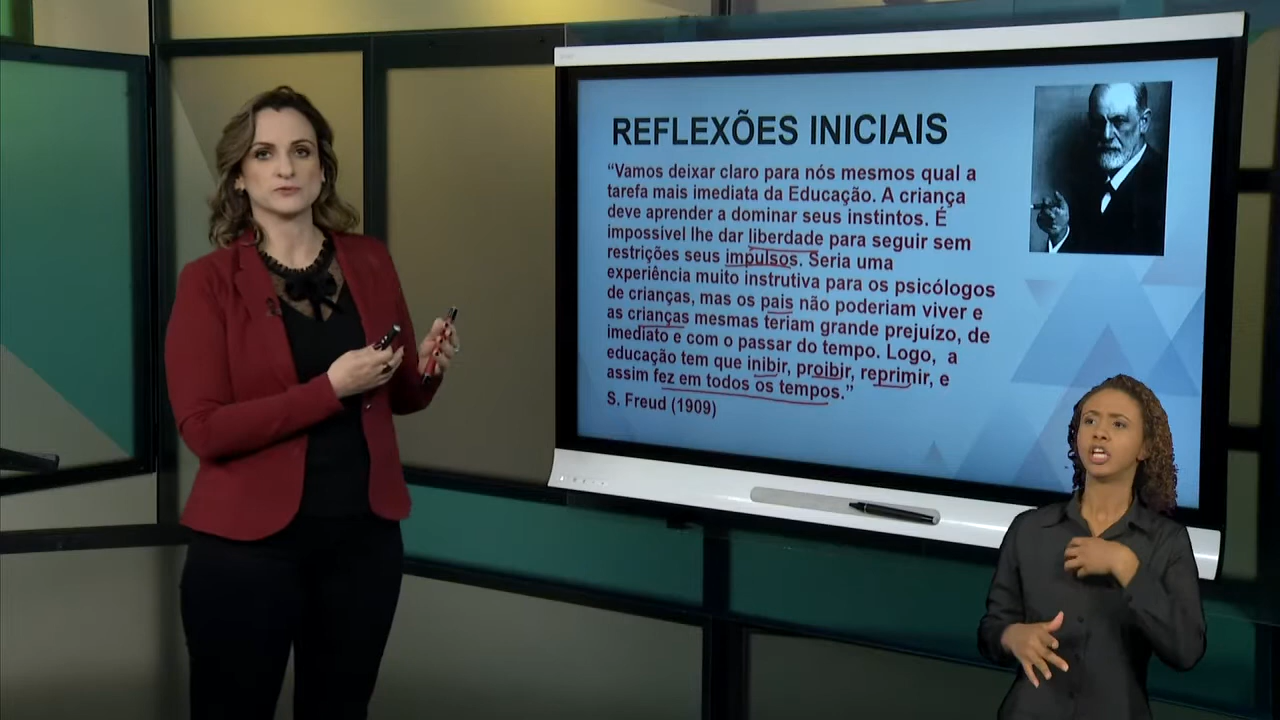 REFLEXÕES INICIAIS
“Vamos deixar claro para nós mesmos qual a
tarefa mais imediata da Educação. A criança
deve aprender a dominar seus instintos. É
impossivel lhe dar liberdade para seguir sem
restrições seus impulsos. Seria uma
experiência muito instrutiva para os psicólogos
de crianças, mas os pais não poderiam viver e
as crianças mesmas teriam grande prejuízo, de
imediato e com o passar do tempo. Logo, a
educação tem que inibir, proibir, reprimir, e
assim fez em todos os tempos.”
S. Freud (1909)